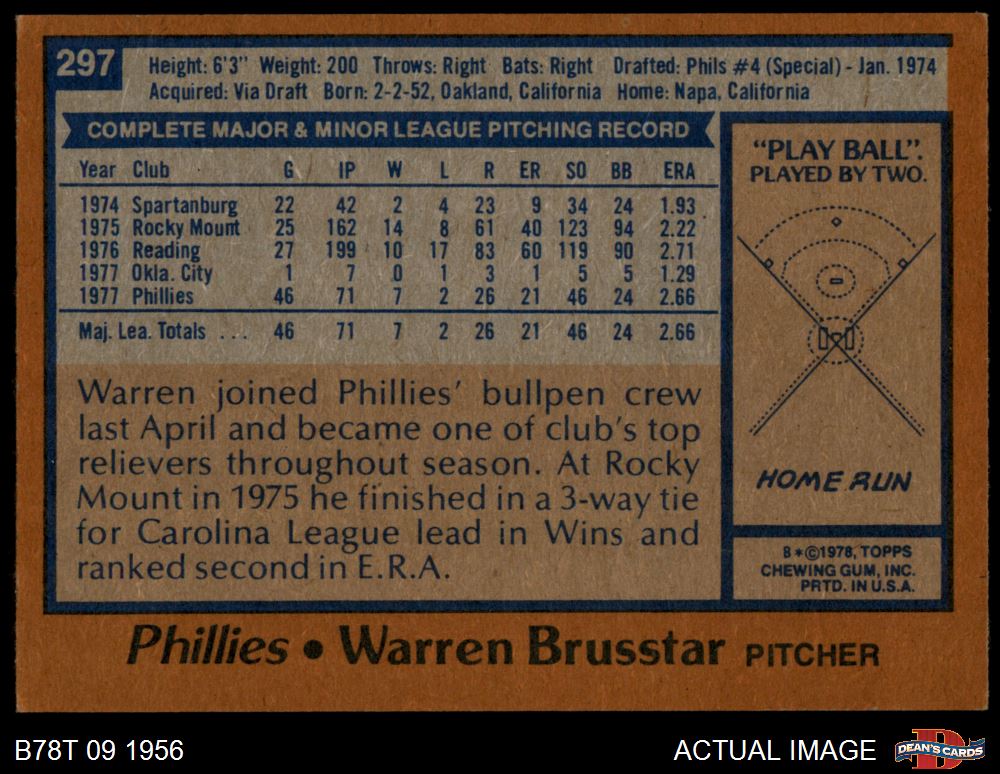 297
Height: 6'3" Weight: 200 Throws: Right Bats: Right Drafted: Phils #4 (Special) - Jan. 1974
Acquired: Via Draft Born: 2-2-52, Oakland, California Home: Napa, California
COMPLETE MAJOR & MINOR LEAGUE PITCHING RECORD
Year Club G IP W L R ER SO BB ERA
1974 Spartanburg 22 42 2 4 23 9 34 24 1.93
1975 Rocky Mount 25 162 14 8 61 40 123 94 2.22
1976 Reading 27 199 10 17 83 60 119 90 2.71
1977 Okla. City 1 7 0 1 3 1 5 5 1.29
1977 Phillies 46 71 7 2 26 21 46 24 2.66
Maj. Lea. Totals . . . 46 71 7 2 26 21 46 24 2.66
Warren joined Phillies' bullpen crew
last April and became one of club's top
relievers throughout season. At Rocky
Mount in 1975 he finished in a 3-way tie
for Carolina League lead in Wins and
ranked second in E.R.A.
"PLAY BALL".
PLAYED BY TWO.
HOME RUN
B*©1978, TOPPS
CHEWING GUM, INC.
PRTD. IN U.S.A.
Phillies • Warren Brusstar PITCHER
B78T 09 1956
ACTUAL IMAGE
D
DEAN'S CARDS